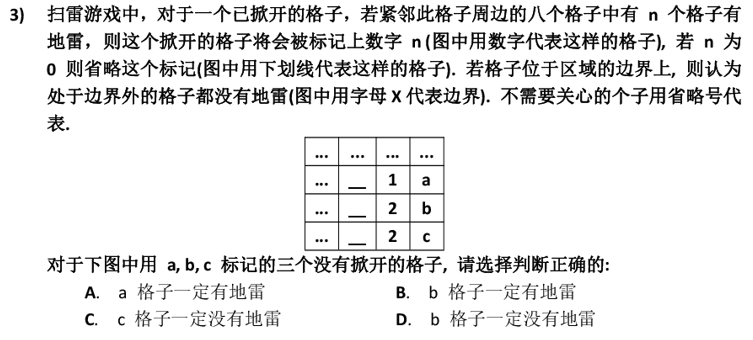 3) 扫雷游戏中，对于一个已掀开的格子，若紧邻此格子周边的八个格子中有 n 个格子有
地雷，则这个掀开的格子将会被标记上数字 n(图中用数字代表这样的格子), 若 n 为
0 则省略这个标记(图中用下划线代表这样的格子). 若格子位于区域的边界上, 则认为
处于边界外的格子都没有地雷(图中用字母 X 代表边界). 不需要关心的个子用省略号代
表.
... ... ... ...
... __ 1 a
... __ 2 b
... __ 2 c
对于下图中用 a, b, c 标记的三个没有掀开的格子, 请选择判断正确的:
A. a 格子一定有地雷 B. b 格子一定有地雷
C. c 格子一定没有地雷 D. b 格子一定没有地雷